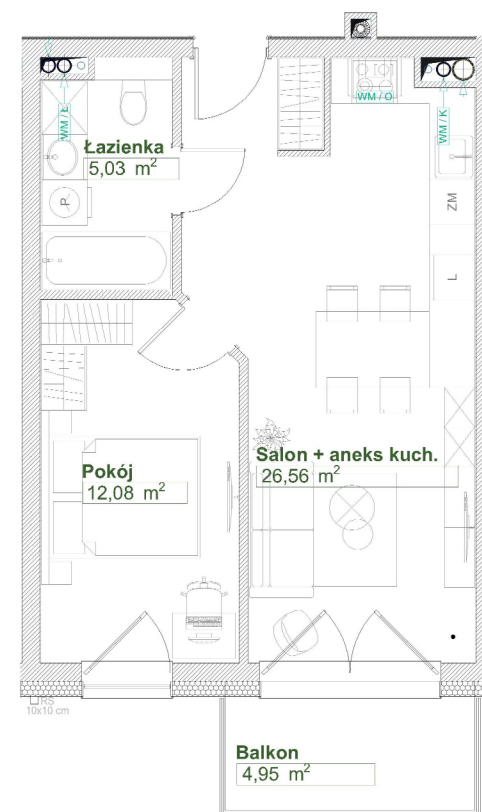 WM / O
WM / Ł
WM / K
Łazienka
5,03 m²
P
ZM
L
Salon + aneks kuch.
26,56 m²
Pokój
12,08 m²
RS
10x10 cm
Balkon
4,95 m²